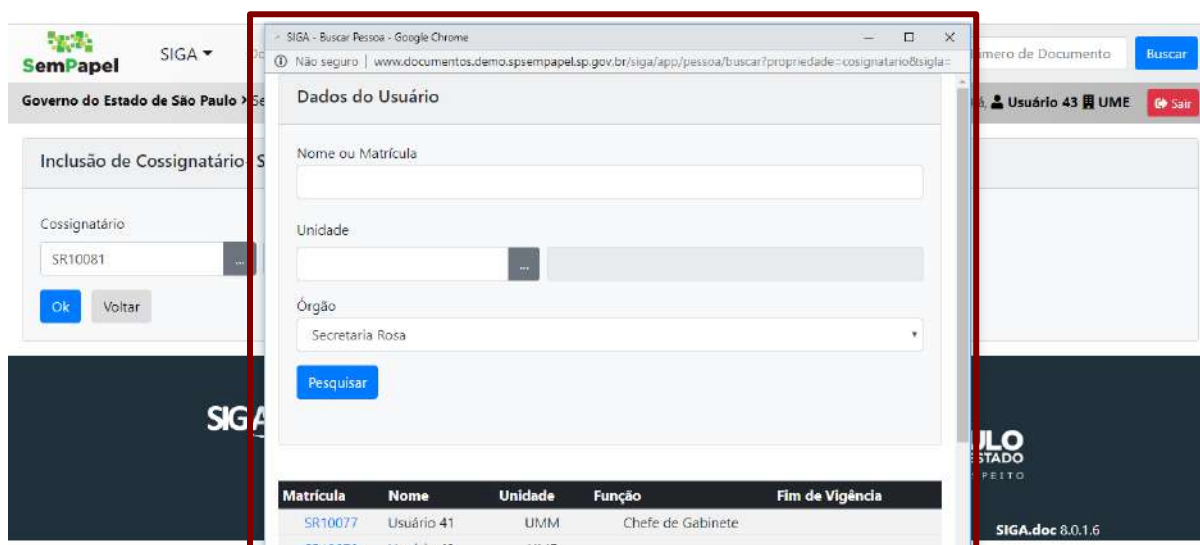 SemPapel
SIGA
Governo do Estado de São Paulo > Se
Inclusão de Cossignatário- S
Cossignatário
SR10081
...
Ok
Voltar
SIGA
SIGA - Buscar Pessoa - Google Chrome
Não seguro | www.documentos.demo.spsempapel.sp.gov.br/siga/app/pessoa/buscar?propriedade=cosignatario&sigla=
Dados do Usuário
Nome ou Matrícula
Unidade
...
Órgão
Secretaria Rosa
Pesquisar
Matrícula Nome Unidade Função Fim de Vigência
SR10077 Usuário 41 UMM Chefe de Gabinete
úmero de Documento
Buscar
á, Usuário 43 UME
Sair
ULO
STADO
PEITO
SIGA.doc 8.0.1.6